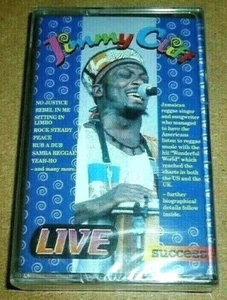 Jimmy Cliff
NO JUSTICE
REBEL IN ME
SITTING IN
LIMBO
ROCK STEADY
PEACE
RUB A DUB
SAMBA REGGAE
YEAH-HO
- and many more.
Jamaican
reggae singer
and songwriter
who managed
to have the
Americans
listen to reggae
music with the
hit "Wonderful
World" which
reached the
charts in both
the US and the
UK.
- further
biographical
details follow
inside.
LIVE
success